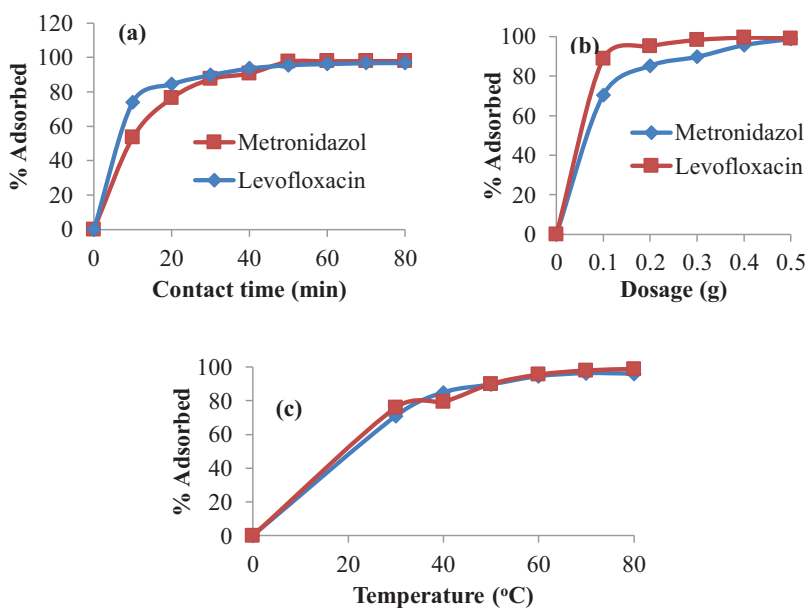 (a)
% Adsorbed
120
100
80
60
40
20
0
Metronidazol
Levofloxacin
0 20 40 60 80
Contact time (min)
(b)
% Adsorbed
100
80
60
40
20
0
Metronidazol
Levofloxacin
0 0.1 0.2 0.3 0.4 0.5
Dosage (g)
(c)
% Adsorbed
100
80
60
40
20
0
0 20 40 60 80
Temperature (°C)